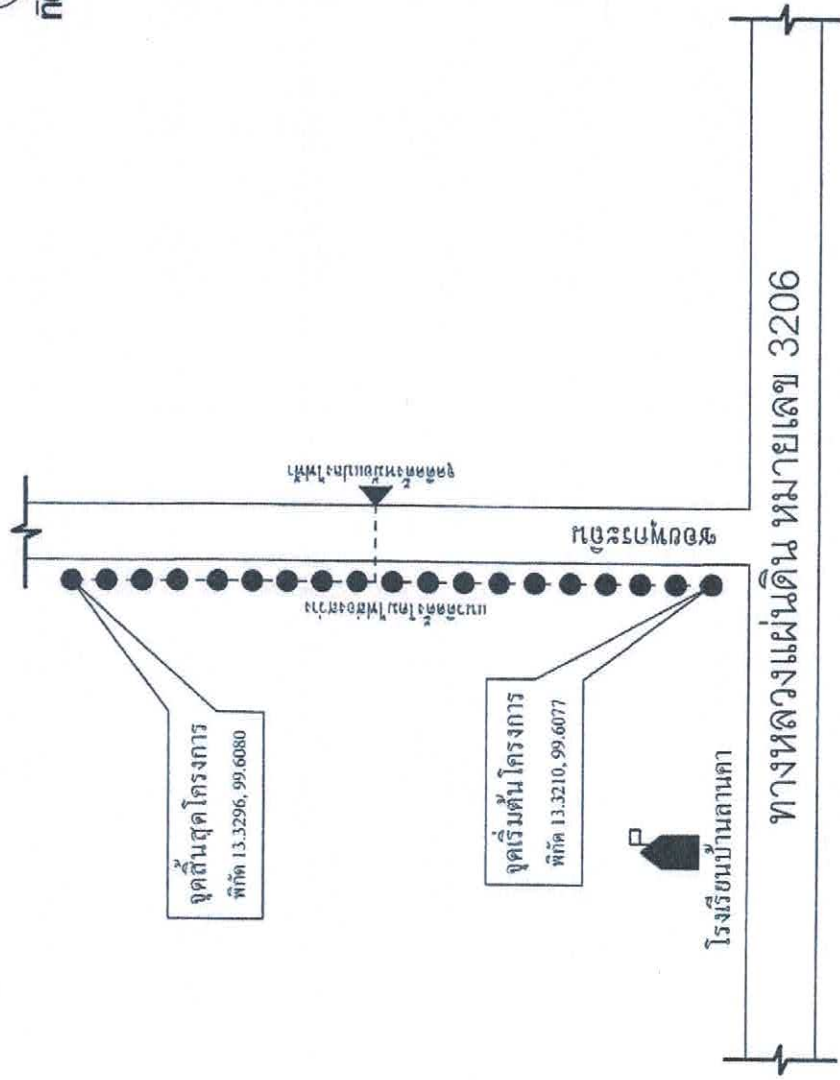 จุดติดตั้งหม้อแปลงไฟฟ้า
แนวติดตั้งโคมไฟส่องสว่าง
ซอยพุกระดิน
จุดสิ้นสุดโครงการ
พิกัด 13.3296, 99.6080
จุดเริ่มต้นโครงการ
พิกัด 13.3210, 99.6077
โรงเรียนบ้านลานคา
ทางหลวงแผ่นดิน หมายเลข 3206